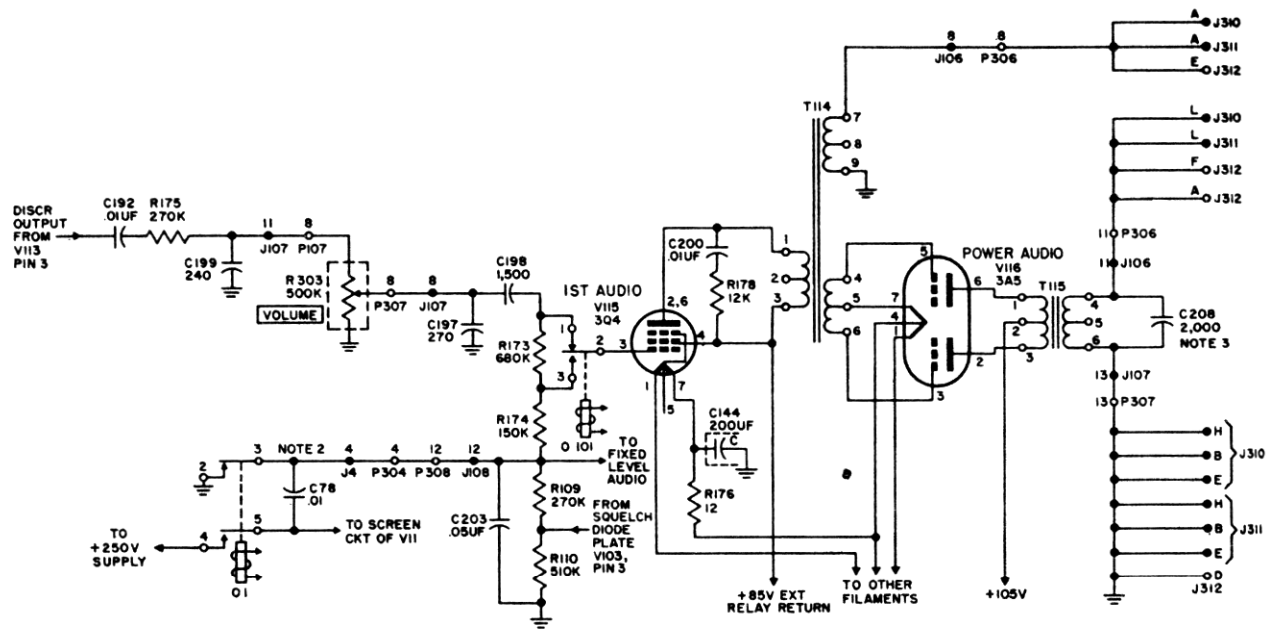 A J310
8 J106
8 P306
A J311
E J312
T114
7
8
9
L J310
L J311
F J312
A J312
DISCR
OUTPUT
FROM
V113
PIN 3
C192
.01UF
R175
270K
C199
240
11
J107
8
P107
R303
500K
VOLUME
8
P307
8
J107
C197
270
C198
1,500
R173
680K
R174
150K
1
3
2
O 101
1ST AUDIO
V115
3Q4
2,6
3
4
1
7
5
C200
.01UF
R178
12K
1
2
3
4
5
6
POWER AUDIO
V116
3A5
5
6
7
4
1
2
3
T115
1
2
3
4
5
6
11 P306
11 J106
C208
2,000
NOTE 3
13 J107
13 P307
H
B
E
J310
H
B
E
J311
D
J312
C144
200UF
C
R176
12
2
3
NOTE 2
4
J4
4
P304
12
P308
12
J108
TO
FIXED
LEVEL
AUDIO
C78
.01
5
TO SCREEN
CKT OF V11
TO
+250V
SUPPLY
4
O1
C203
.05UF
R109
270K
R110
510K
FROM
SQUELCH
DIODE
PLATE
V103,
PIN 3
+85V EXT
RELAY RETURN
TO OTHER
FILAMENTS
+105V